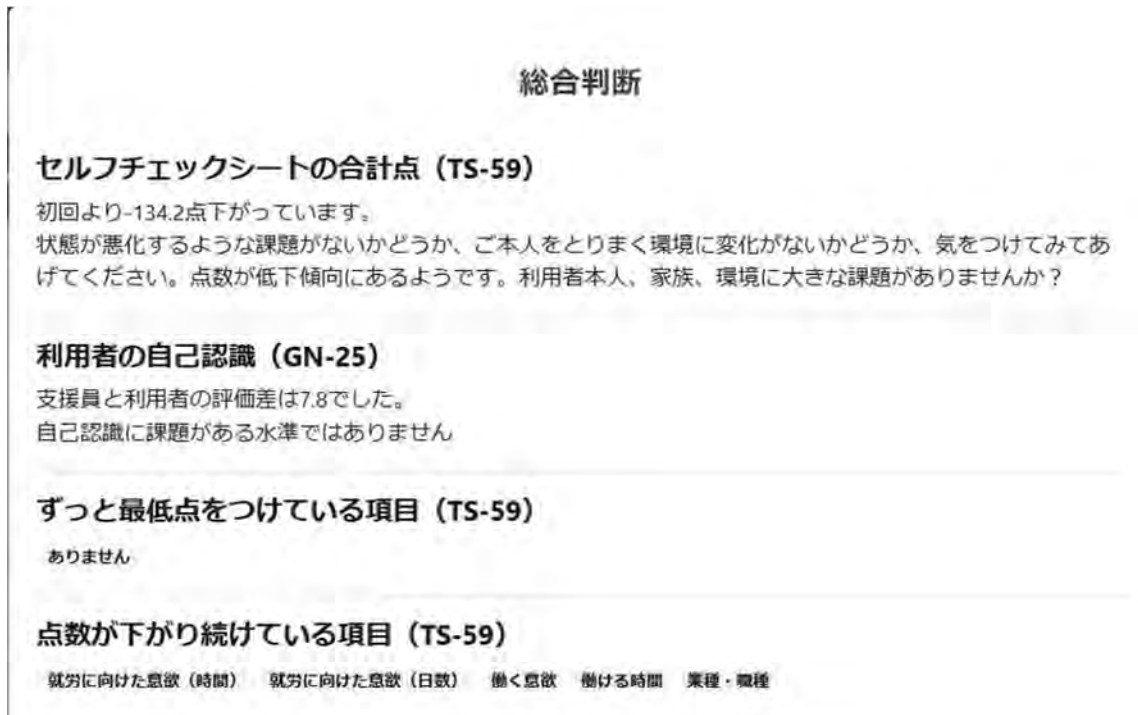 総合判断
セルフチェックシートの合計点（TS-59）
初回より-134.2点下がっています。
状態が悪化するような課題がないかどうか、ご本人をとりまく環境に変化がないかどうか、気をつけてみてあ
げてください。点数が低下傾向にあるようです。利用者本人、家族、環境に大きな課題がありませんか？
利用者の自己認識（GN-25）
支援員と利用者の評価差は7.8でした。
自己認識に課題がある水準ではありません
ずっと最低点をつけている項目（TS-59）
ありません
点数が下がり続けている項目（TS-59）
就労に向けた意欲（時間） 就労に向けた意欲（日数） 働く意欲 働ける時間 業種・職種